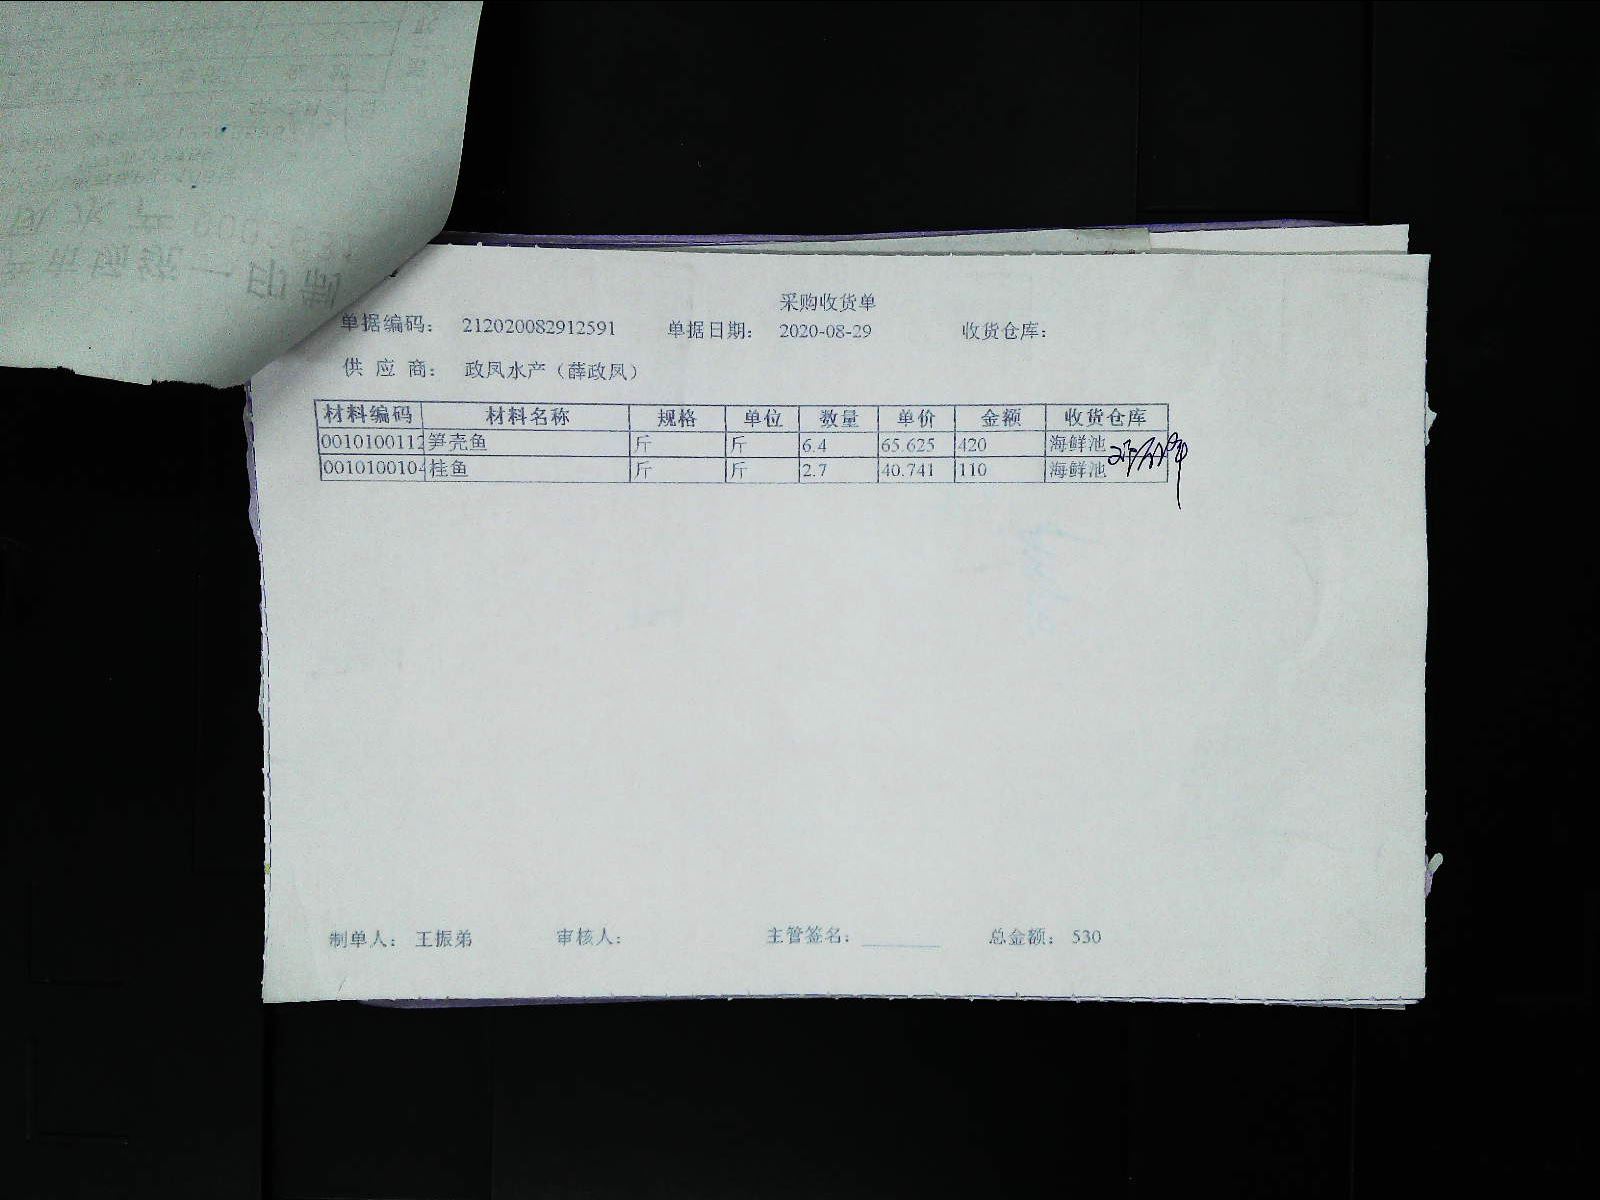 采购收货单
单据编码： 212020082912591 单据日期： 2020-08-29 收货仓库：
供 应 商： 政凤水产（薛政凤）
材料编码 材料名称 规格 单位 数量 单价 金额 收货仓库
0010100112 笋壳鱼 斤 斤 6.4 65.625 420 海鲜池
0010100104 桂鱼 斤 斤 2.7 40.741 110 海鲜池
制单人： 王振弟 审核人： 主管签名： 总金额： 530